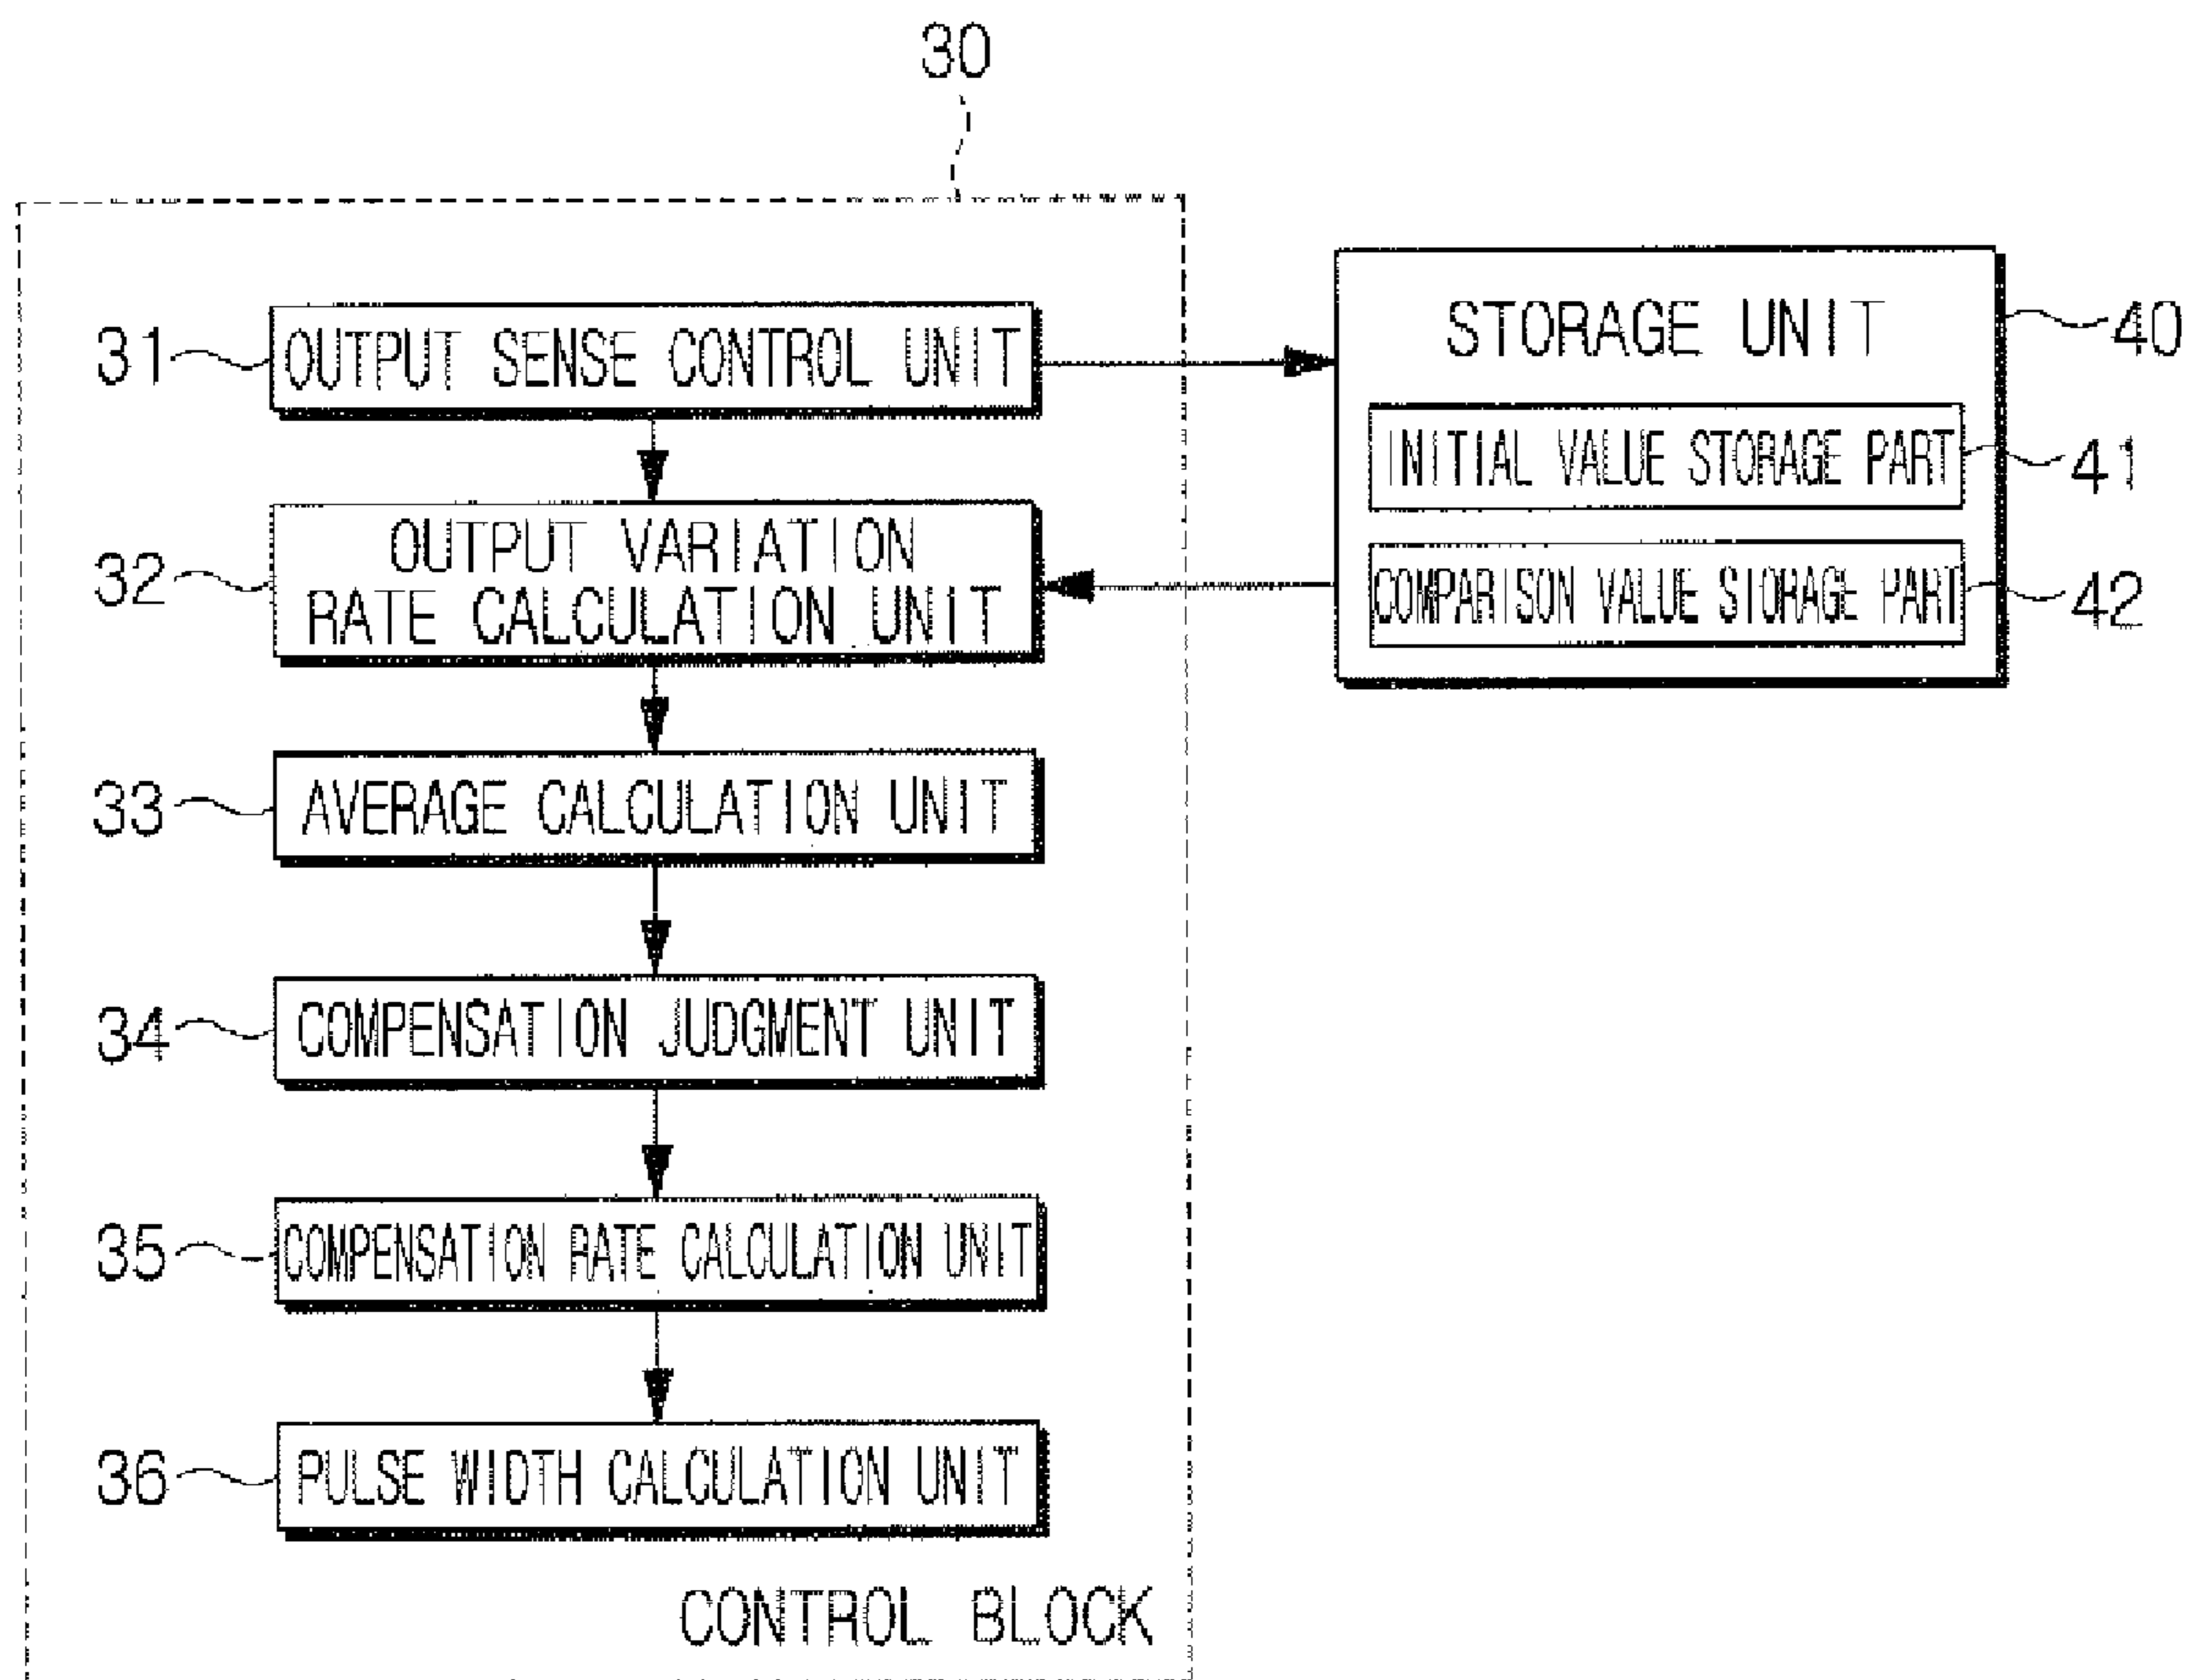 30
31
OUTPUT SENSE CONTROL UNIT
STORAGE UNIT
40
INITIAL VALUE STORAGE PART
41
32
OUTPUT VARIATION
RATE CALCULATION UNIT
COMPARISON VALUE STORAGE PART
42
33
AVERAGE CALCULATION UNIT
34
COMPENSATION JUDGMENT UNIT
35
COMPENSATION RATE CALCULATION UNIT
36
PULSE WIDTH CALCULATION UNIT
CONTROL BLOCK